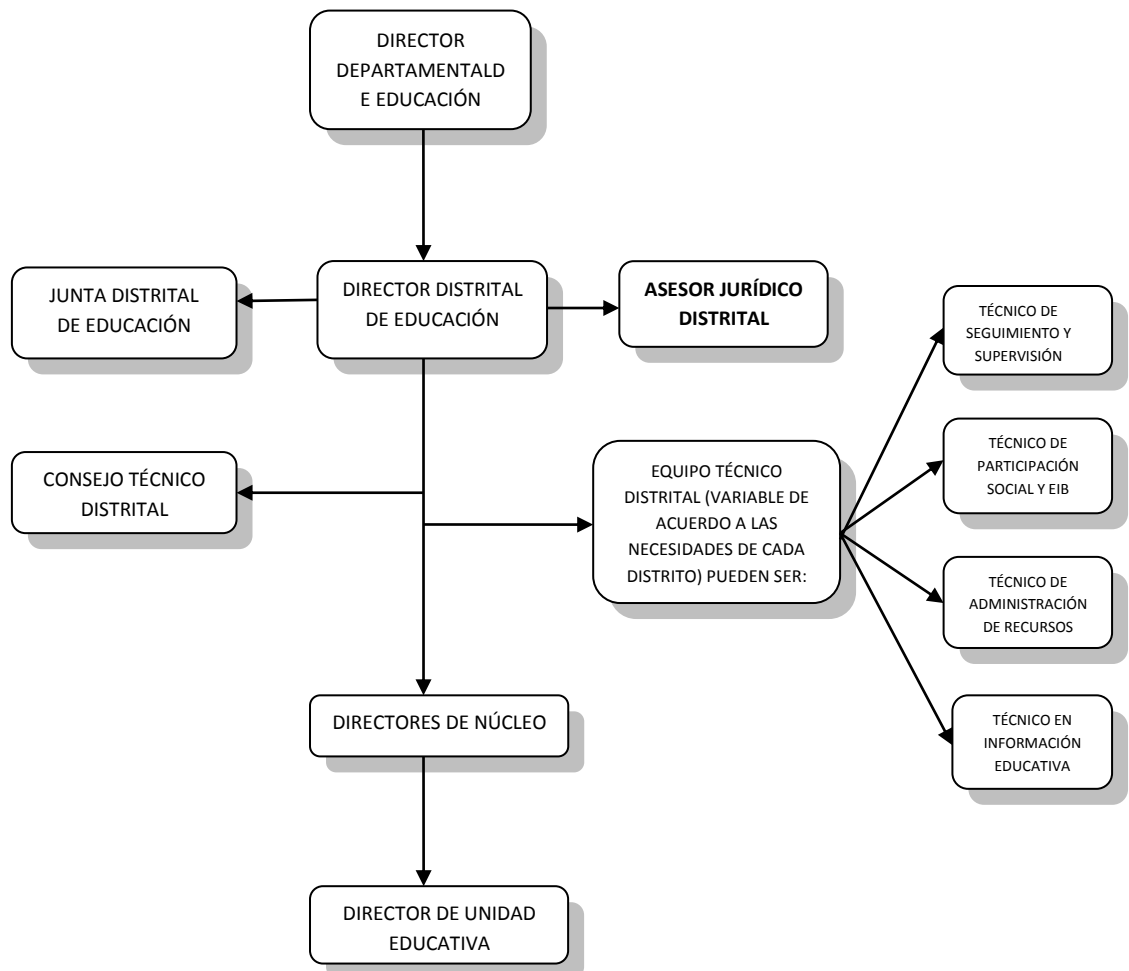 DIRECTOR
DEPARTAMENTALD
E EDUCACIÓN
JUNTA DISTRITAL
DE EDUCACIÓN
DIRECTOR DISTRITAL
DE EDUCACIÓN
ASESOR JURÍDICO
DISTRITAL
TÉCNICO DE
SEGUIMIENTO Y
SUPERVISIÓN
CONSEJO TÉCNICO
DISTRITAL
EQUIPO TÉCNICO
DISTRITAL (VARIABLE DE
ACUERDO A LAS
NECESIDADES DE CADA
DISTRITO) PUEDEN SER:
TÉCNICO DE
PARTICIPACIÓN
SOCIAL Y EIB
TÉCNICO DE
ADMINISTRACIÓN
DE RECURSOS
TÉCNICO EN
INFORMACIÓN
EDUCATIVA
DIRECTORES DE NÚCLEO
DIRECTOR DE UNIDAD
EDUCATIVA